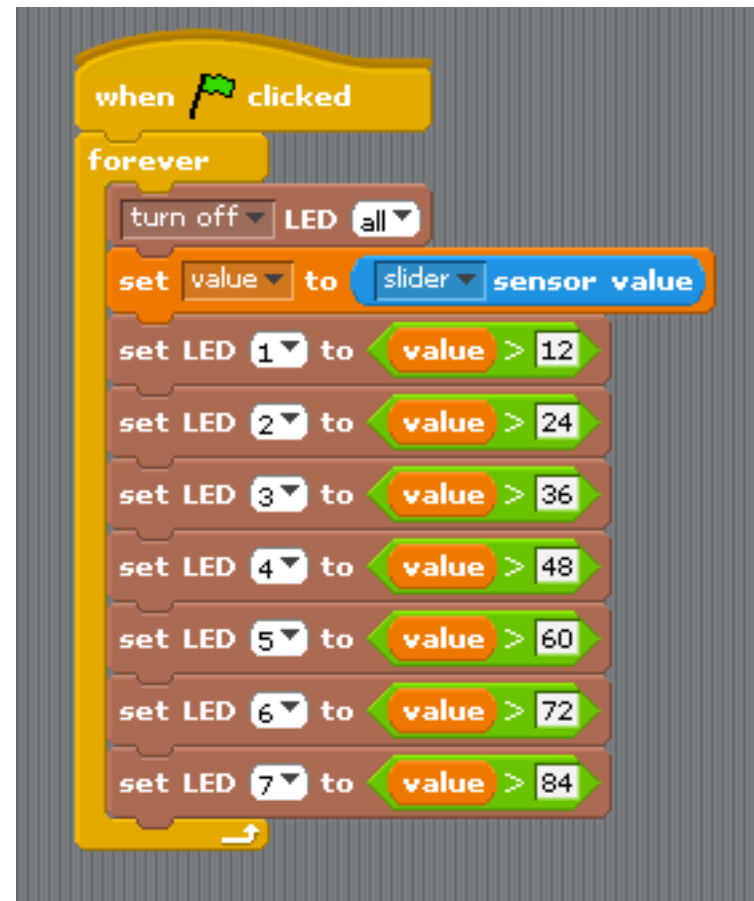 when clicked
forever
turn off LED all
set value to slider sensor value
set LED 1 to value > 12
set LED 2 to value > 24
set LED 3 to value > 36
set LED 4 to value > 48
set LED 5 to value > 60
set LED 6 to value > 72
set LED 7 to value > 84